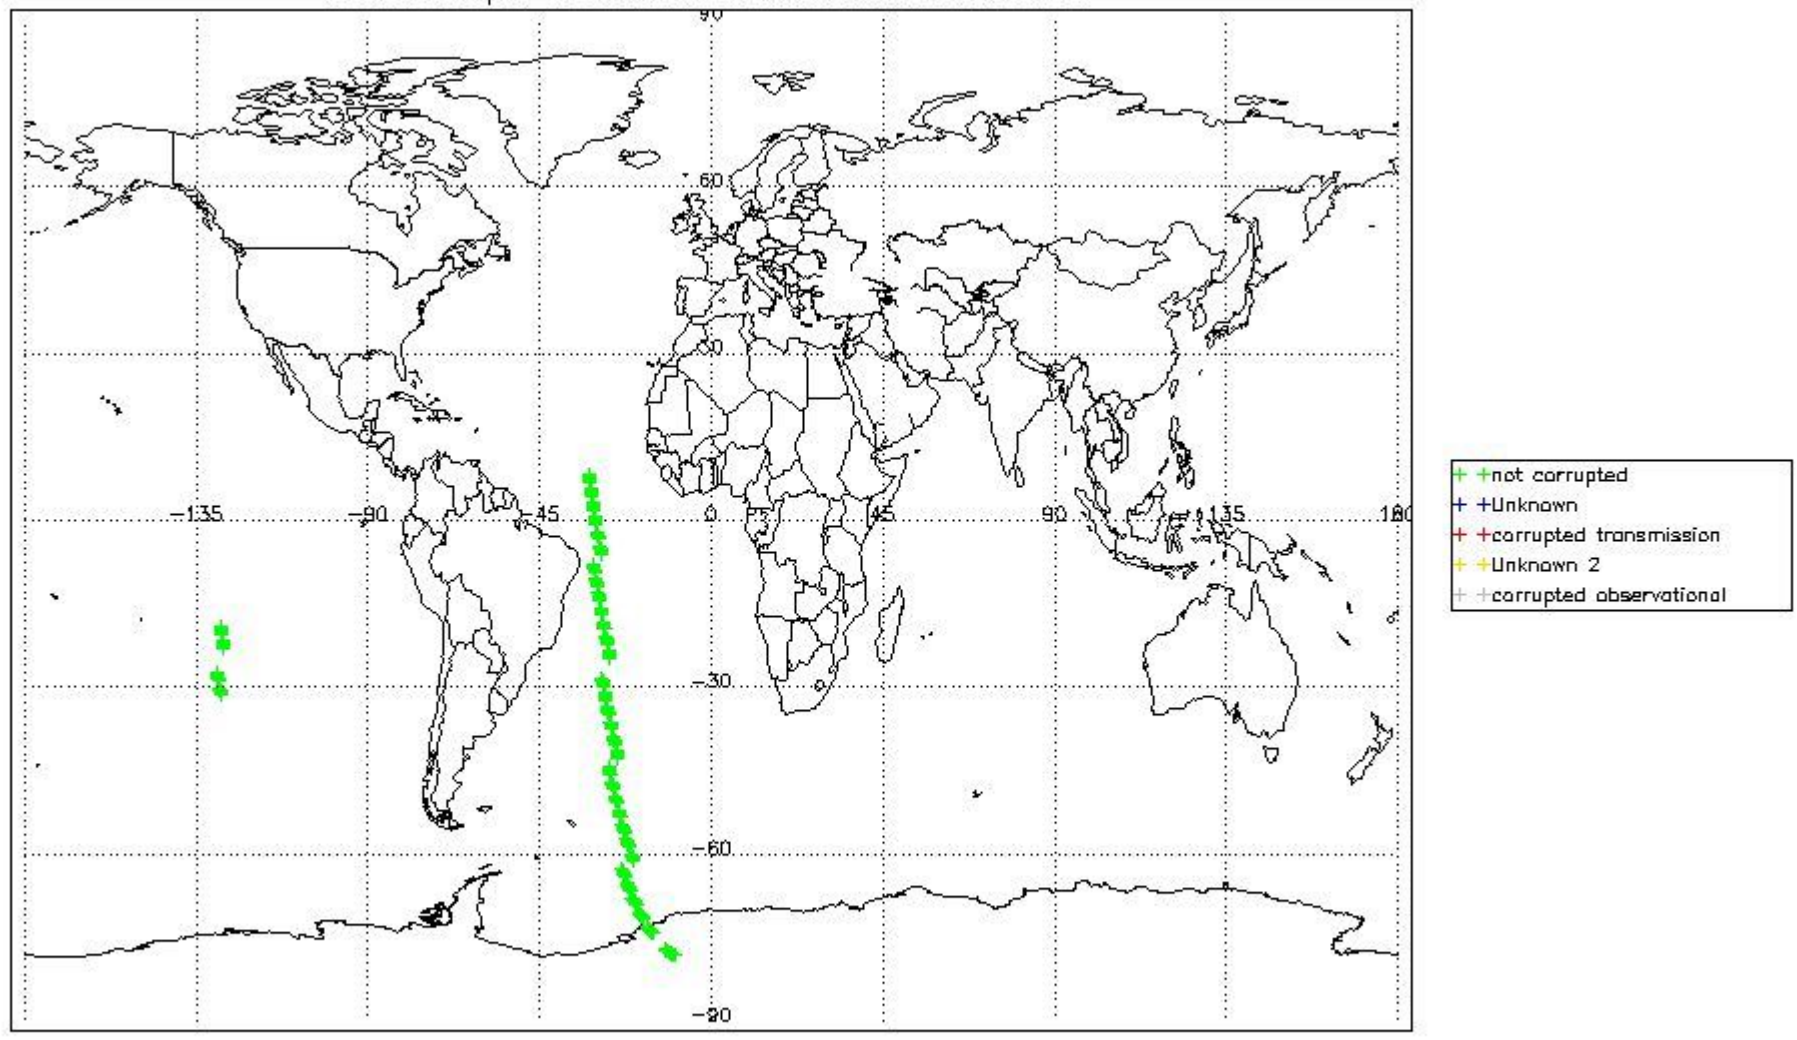 90
60
30
-135 -90 -45 0 45 90 135 180
-30
-60
-90
not corrupted
Unknown
corrupted transmission
Unknown 2
corrupted observational